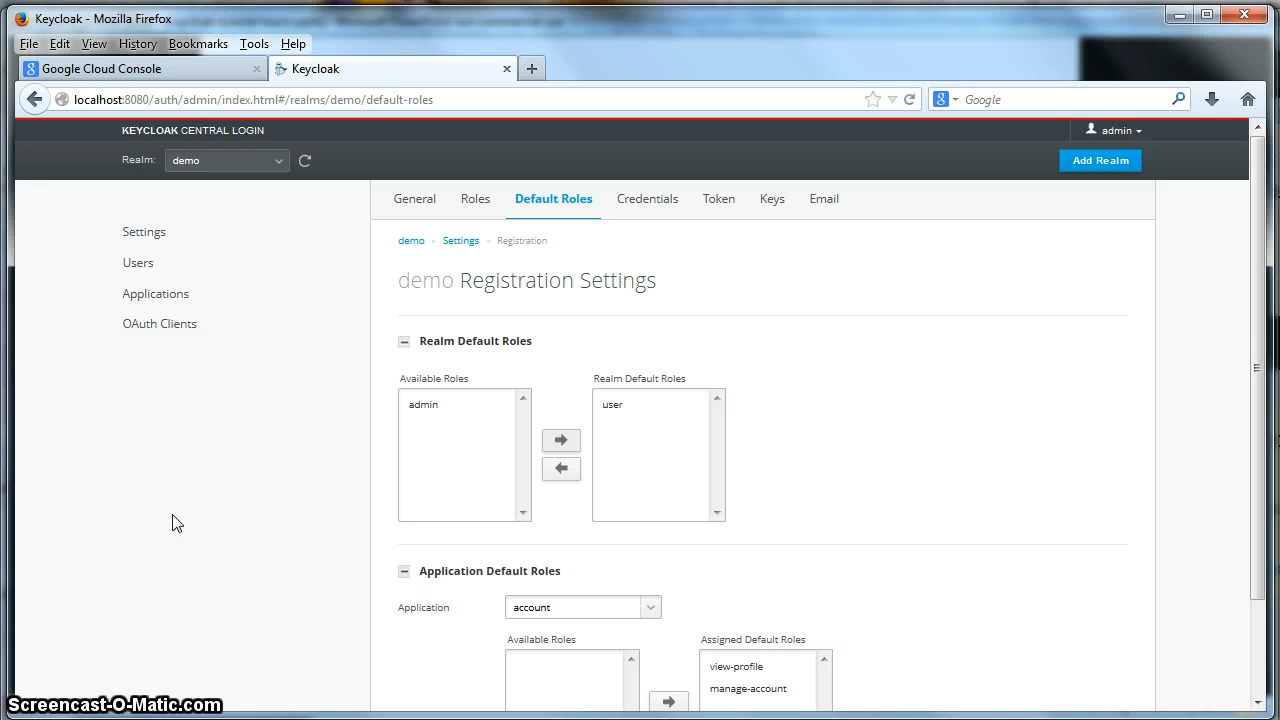 Keycloak - Mozilla Firefox
File Edit View History Bookmarks Tools Help
Google Cloud Console
Keycloak
localhost:8080/auth/admin/index.html#/realms/demo/default-roles
Google
KEYCLOAK CENTRAL LOGIN
admin
Realm: demo
Add Realm
General Roles Default Roles Credentials Token Keys Email
Settings
Users
Applications
OAuth Clients
demo » Settings » Registration
demo Registration Settings
Realm Default Roles
Available Roles
admin
Realm Default Roles
user
Application Default Roles
Application account
Available Roles
Assigned Default Roles
view-profile
manage-account
Screencast-O-Matic.com